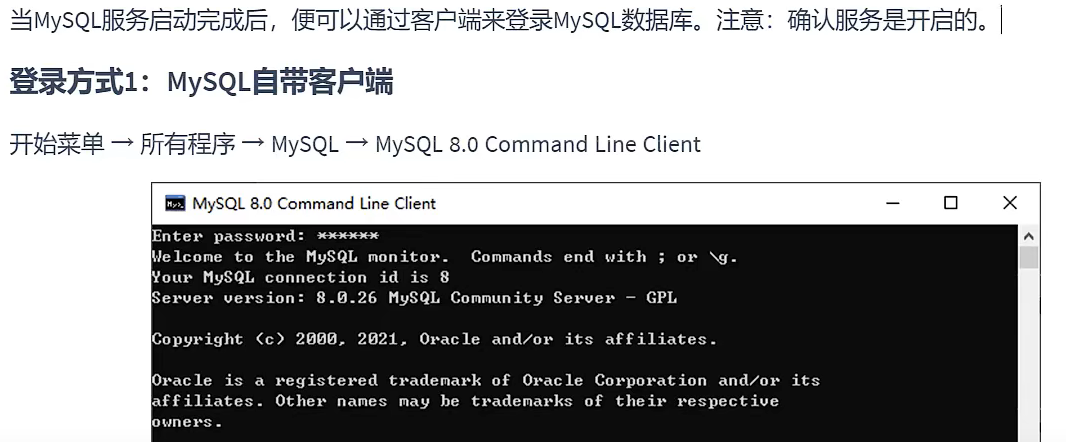 当MySQL服务启动完成后，便可以通过客户端来登录MySQL数据库。注意：确认服务是开启的。
登录方式1：MySQL自带客户端
开始菜单 → 所有程序 → MySQL → MySQL 8.0 Command Line Client
MySQL 8.0 Command Line Client
Enter password: ******
Welcome to the MySQL monitor.  Commands end with ; or \g.
Your MySQL connection id is 8
Server version: 8.0.26 MySQL Community Server - GPL
Copyright (c) 2000, 2021, Oracle and/or its affiliates.
Oracle is a registered trademark of Oracle Corporation and/or its
affiliates. Other names may be trademarks of their respective
owners.